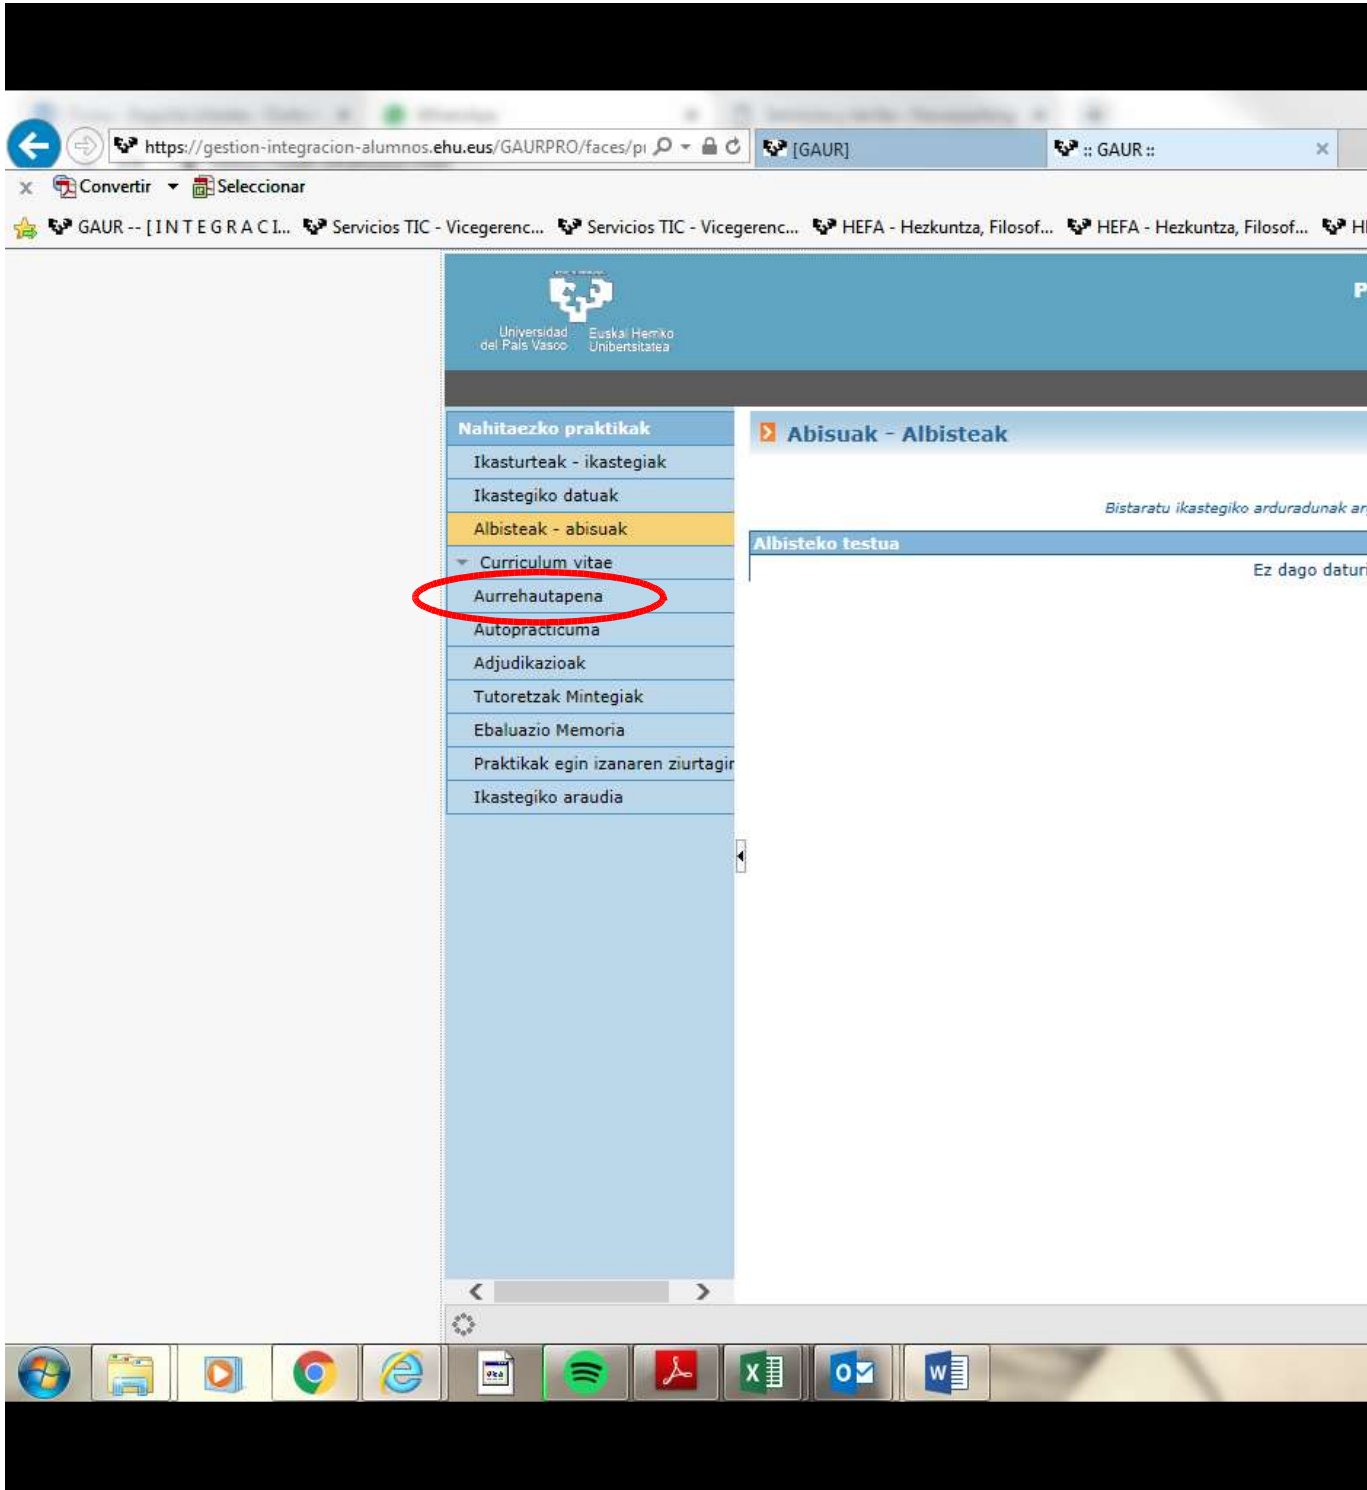 https://gestion-integracion-alumnos.ehu.eus/GAURPRO/faces/pi
[GAUR]
:: GAUR ::
Convertir
Seleccionar
GAUR -- [ I N T E G R A C I...
Servicios TIC - Vicegerenc...
Servicios TIC - Vicegerenc...
HEFA - Hezkuntza, Filosof...
HEFA - Hezkuntza, Filosof...
Universidad del País Vasco
Euskal Herriko Unibertsitatea
P
Nahitaezko praktikak
Ikasturteak - ikastegiak
Ikastegiko datuak
Albisteak - abisuak
Curriculum vitae
Aurrehautapena
Autopracticuma
Adjudikazioak
Tutoretzak Mintegiak
Ebaluazio Memoria
Praktikak egin izanaren ziurtagir
Ikastegiko araudia
Abisuak - Albisteak
Bistaratu ikastegiko arduradunak ar
Albisteko testua
Ez dago daturi